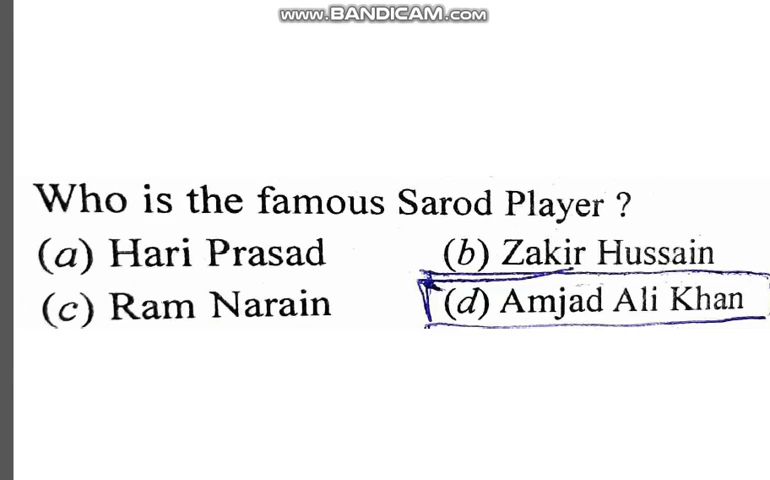 www.BANDICAM.com
Who is the famous Sarod Player ?
(a) Hari Prasad (b) Zakir Hussain
(c) Ram Narain (d) Amjad Ali Khan